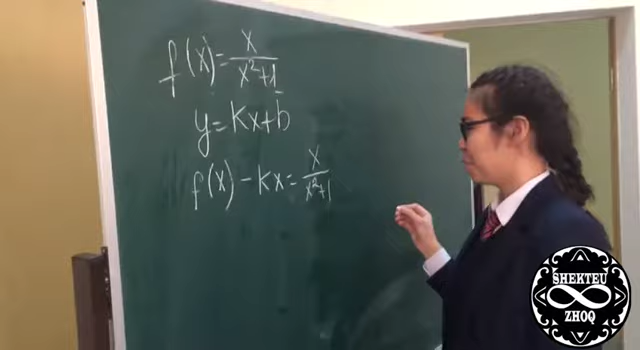 f(x)=x/(x²+1)
y=kx+b
f(x)-kx=x/(x²+1)
SHEKTEU
ZHOQ